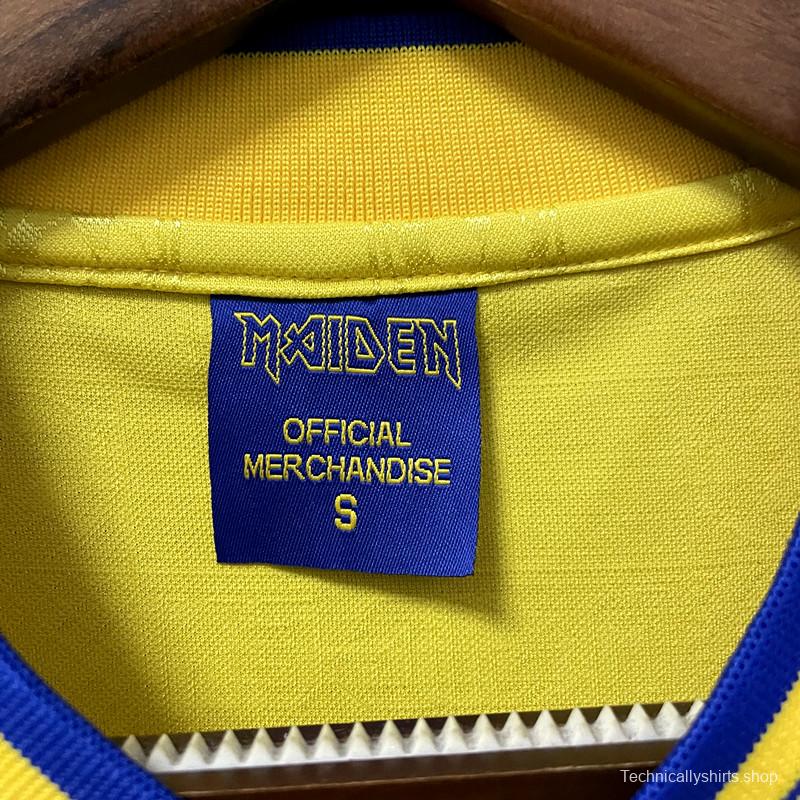 MAIDEN
OFFICIAL
MERCHANDISE
S
Technicallyshirts.shop